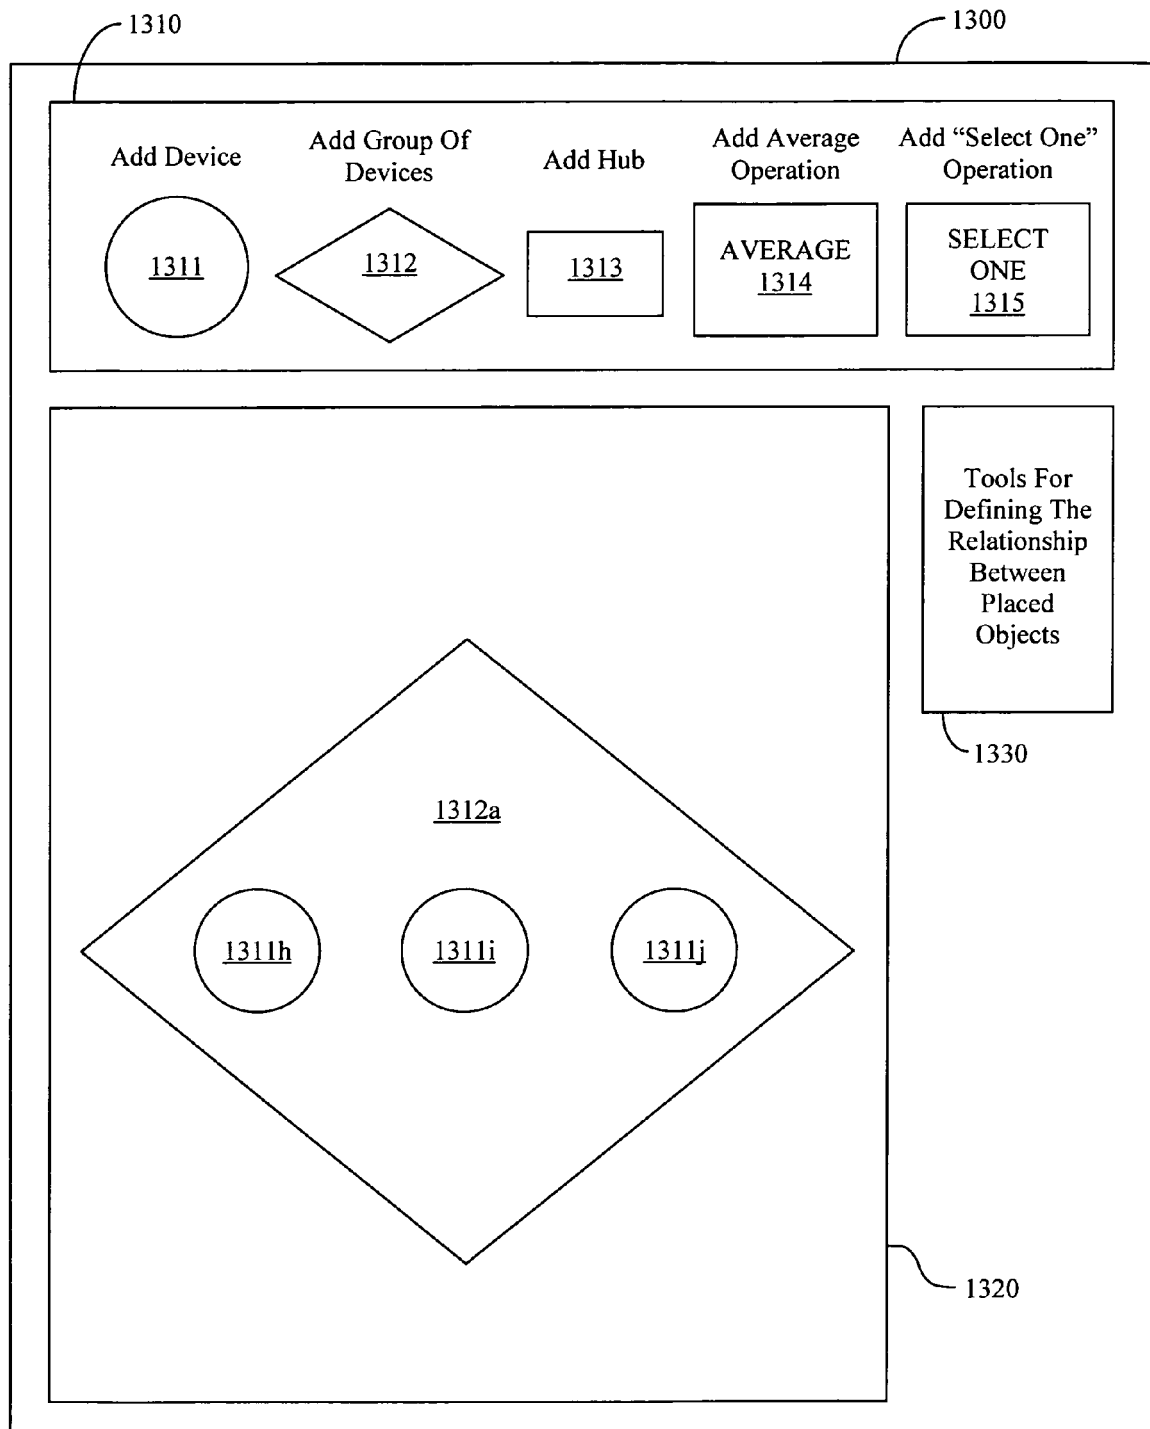 1310
1300
Add Device
Add Group Of
Devices
Add Hub
Add Average
Operation
Add “Select One”
Operation
1311
1312
1313
AVERAGE
1314
SELECT
ONE
1315
Tools For
Defining The
Relationship
Between
Placed
Objects
1330
1312a
1311h
1311i
1311j
1320